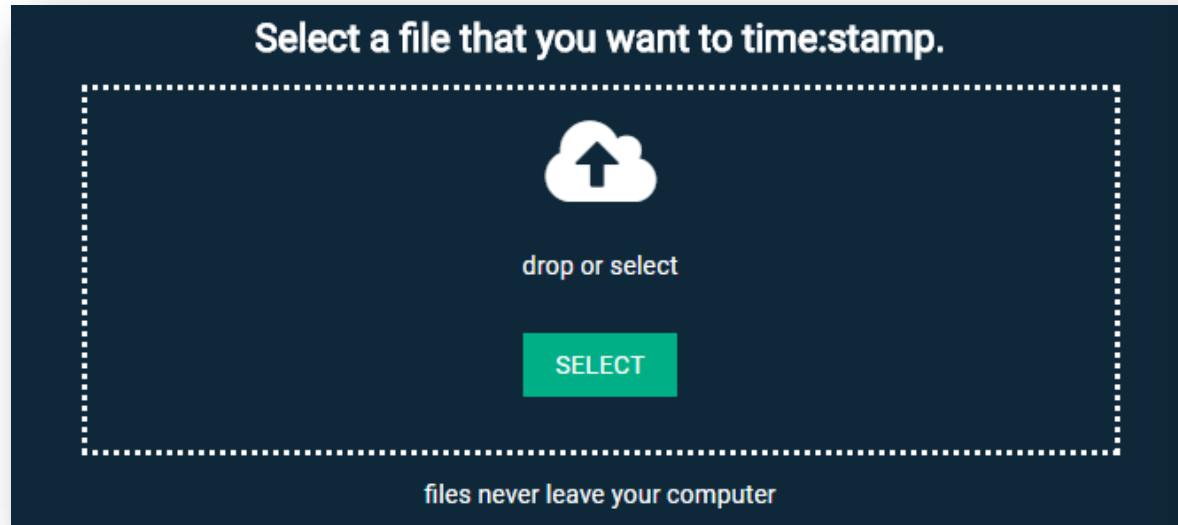 Select a file that you want to time:stamp.
drop or select
SELECT
files never leave your computer